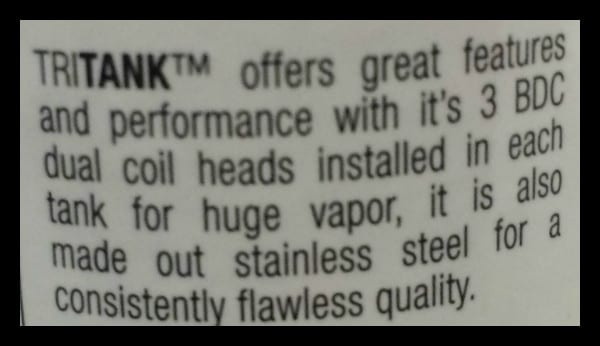 TRITANK™ offers great features
and performance with it's 3 BDC
dual coil heads installed in each
tank for huge vapor, it is also
made out stainless steel for a
consistently flawless quality.